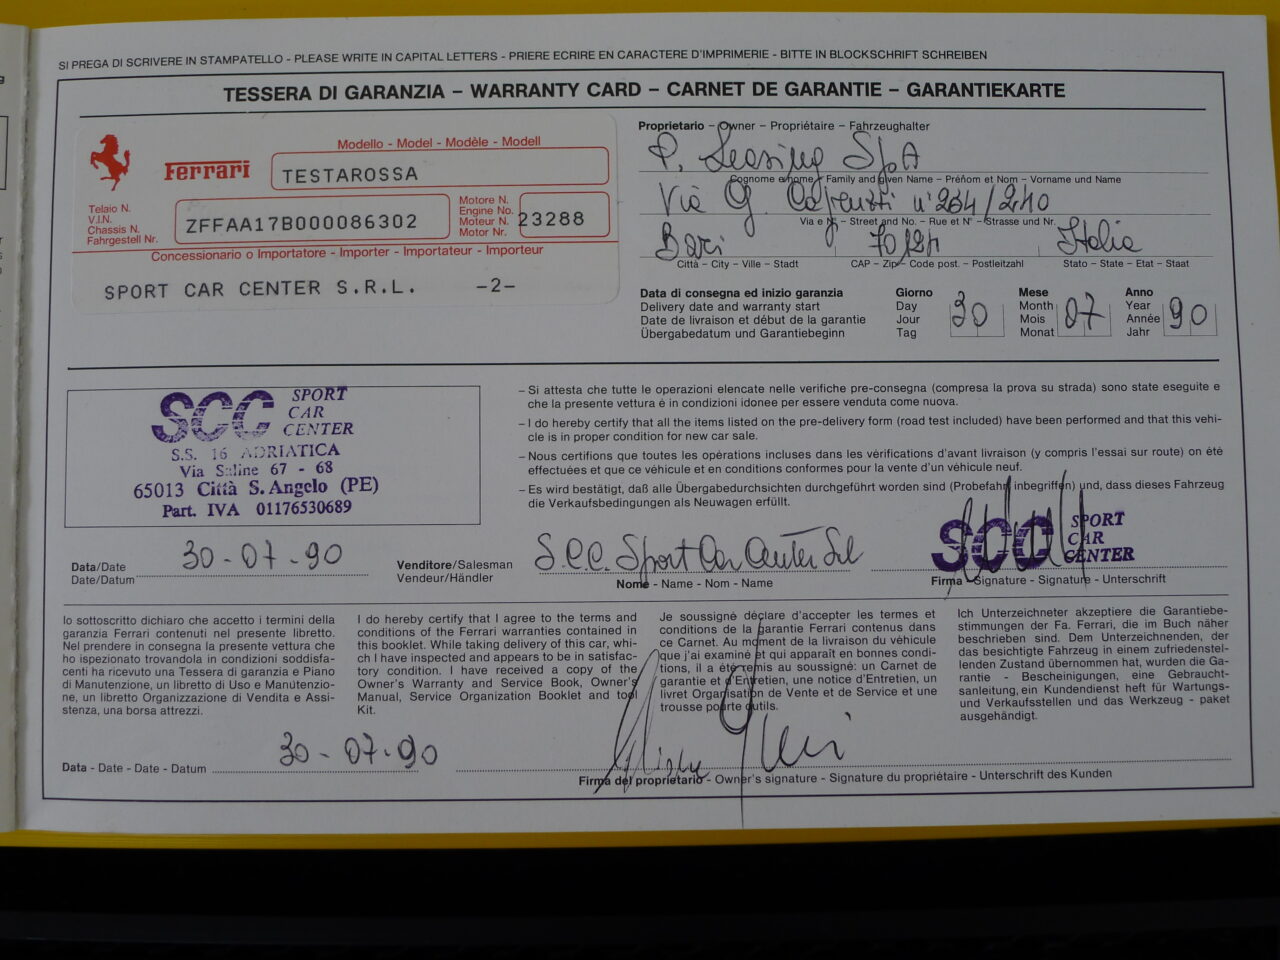 SI PREGA DI SCRIVERE IN STAMPATELLO - PLEASE WRITE IN CAPITAL LETTERS - PRIERE ECRIRE EN CARACTERE D'IMPRIMERIE - BITTE IN BLOCKSCHRIFT SCHREIBEN
TESSERA DI GARANZIA – WARRANTY CARD – CARNET DE GARANTIE – GARANTIEKARTE
Modello - Model - Modèle - Modell
Ferrari
TESTAROSSA
Telaio N.
V.I.N.
Chassis N.
Fahrgestell Nr.
ZFFAA17B000086302
Motore N.
Engine No.
Moteur N.
Motor Nr.
23288
Concessionario o Importatore - Importer - Importateur - Importeur
SPORT CAR CENTER S.R.L. -2-
Proprietario – Owner – Propriétaire – Fahrzeughalter
P. Leasing SpA
Cognome e nome - Family and given Name – Prénom et Nom – Vorname und Name
Via G. n° 264/240
Via e N° – Street and No. – Rue et N° – Strasse und Nr.
Bari Italia
Città – City – Ville – Stadt
CAP – Zip – Code post. – Postleitzahl
Stato – State – Etat – Staat
Data di consegna ed inizio garanzia
Delivery date and warranty start
Date de livraison et début de la garantie
Übergabedatum und Garantiebeginn
Giorno
Day
Jour
Tag
30
Mese
Month
Mois
Monat
07
Anno
Year
Année
Jahr
90
SCC SPORT
CAR
CENTER
S.S. 16 ADRIATICA
Via Saline 67 - 68
65013 Città S. Angelo (PE)
Part. IVA 01176530689
– Si attesta che tutte le operazioni elencate nelle verifiche pre-consegna (compresa la prova su strada) sono state eseguite e
che la presente vettura è in condizioni idonee per essere venduta come nuova.
– I do hereby certify that all the items listed on the pre-delivery form (road test included) have been performed and that this vehi-
cle is in proper condition for new car sale.
– Nous certifions que toutes les opérations incluses dans les vérifications d'avant livraison (y compris l'essai sur route) on été
effectuées et que ce véhicule et en conditions conformes pour la vente d'un véhicule neuf.
– Es wird bestätigt, daß alle Übergabedurchsichten durchgeführt worden sind (Probefahrt inbegriffen) und, dass dieses Fahrzeug
die Verkaufsbedingungen als Neuwagen erfüllt.
Data/Date
Date/Datum
30-07-90
Venditore/Salesman
Vendeur/Händler
S.C.C. Sport Car Center Srl
Nome - Name - Nom - Name
SCC SPORT
CAR
CENTER
Firma - Signature - Signature - Unterschrift
Io sottoscritto dichiaro che accetto i termini della
garanzia Ferrari contenuti nel presente libretto.
Nel prendere in consegna la presente vettura che
ho ispezionato trovandola in condizioni soddisfa-
centi ha ricevuto una Tessera di garanzia e Piano
di Manutenzione, un libretto di Uso e Manutenzio-
ne, un libretto Organizzazione di Vendita e Assi-
stenza, una borsa attrezzi.
I do hereby certify that I agree to the terms and
conditions of the Ferrari warranties contained in
this booklet. While taking delivery of this car, whi-
ch I have inspected and appears to be in satisfac-
tory condition. I have received a copy of the
Owner's Warranty and Service Book, Owner's
Manual, Service Organization Booklet and tool
Kit.
Je soussigné déclare d'accepter les termes et
conditions de la garantie Ferrari contenus dans
ce Carnet. Au moment de la livraison du véhicule
que j'ai examiné et qui apparaît en bonnes condi-
tions, il a été remis au soussigné: un Carnet de
garantie et d'Entretien, une notice d'Entretien, un
livret Organisation de Vente et de Service et une
trousse pourte outils.
Ich Unterzeichneter akzeptiere die Garantiebe-
stimmungen der Fa. Ferrari, die im Buch näher
beschrieben sind. Dem Unterzeichnenden, der
das besichtigte Fahrzeug in einem zufriedenstel-
lenden Zustand übernommen hat, wurden die Ga-
rantie - Bescheinigungen, eine Gebraucht-
sanleitung, ein Kundendienst heft für Wartungs-
und Verkaufsstellen und das Werkzeug - paket
ausgehändigt.
Data - Date - Date - Datum
30-07-90
Firma del proprietario - Owner's signature - Signature du propriétaire - Unterschrift des Kunden